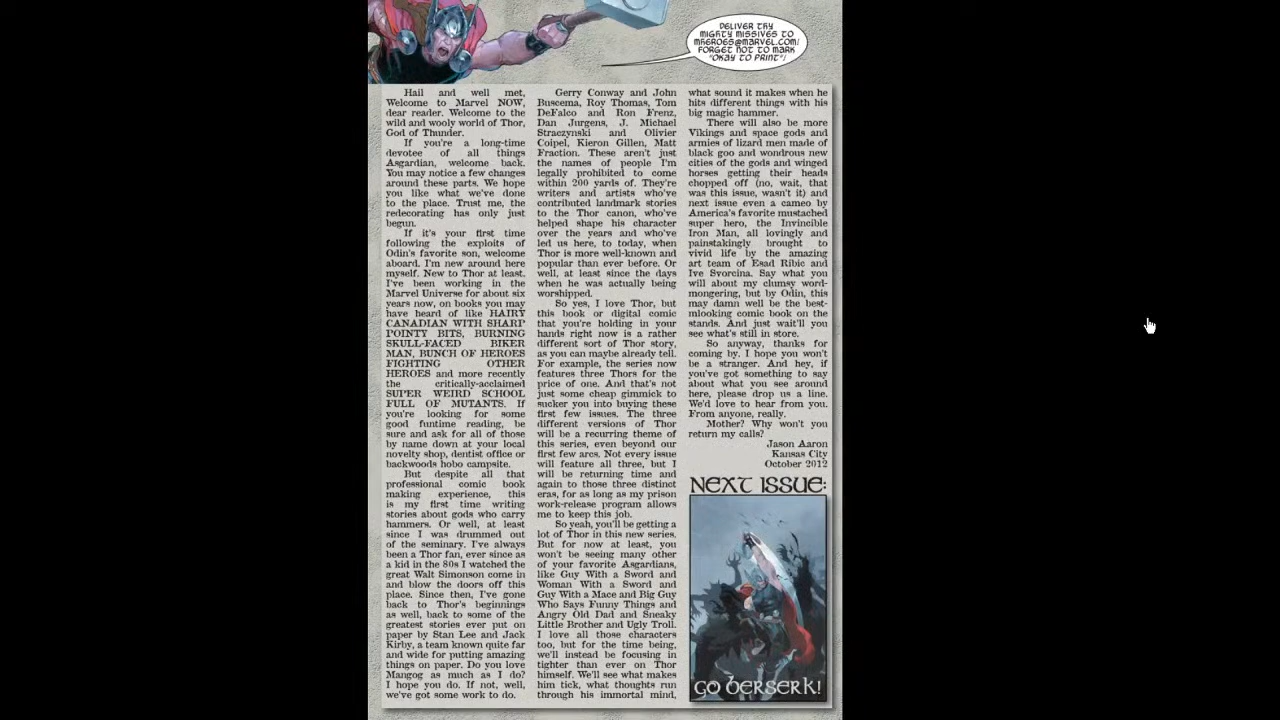 DELIVER THY
MIGHTY MISSIVES TO
MHEROES@MARVEL.COM!
FORGET NOT TO MARK
"OKAY TO PRINT"!
Hail and well met,
Welcome to Marvel NOW,
dear reader. Welcome to the
wild and wooly world of Thor,
God of Thunder.
If you're a long-time
devotee of all things
Asgardian, welcome back.
You may notice a few changes
around these parts. We hope
you like what we've done
to the place. Trust me, the
redecorating has only just
begun.
If it's your first time
following the exploits of
Odin's favorite son, welcome
aboard. I'm new around here
myself. New to Thor at least.
I've been working in the
Marvel Universe for about six
years now, on books you may
have heard of like HAIRY
CANADIAN WITH SHARP
POINTY BITS, BURNING
SKULL-FACED BIKER
MAN, BUNCH OF HEROES
FIGHTING OTHER
HEROES and more recently
the critically-acclaimed
SUPER WEIRD SCHOOL
FULL OF MUTANTS. If
you're looking for some
good funtime reading, be
sure and ask for all of those
by name down at your local
novelty shop, dentist office or
backwoods hobo campsite.
But despite all that
professional comic book
making experience, this
is my first time writing
stories about gods who carry
hammers. Or well, at least
since I was drummed out
of the seminary. I've always
been a Thor fan, ever since as
a kid in the 80s I watched the
great Walt Simonson come in
and blow the doors off this
place. Since then, I've gone
back to Thor's beginnings
as well, back to some of the
greatest stories ever put on
paper by Stan Lee and Jack
Kirby, a team known quite far
and wide for putting amazing
things on paper. Do you love
Mangog as much as I do?
I hope you do. If not, well,
we've got some work to do.
Gerry Conway and John
Buscema, Roy Thomas, Tom
DeFalco and Ron Frenz,
Dan Jurgens, J. Michael
Straczynski and Olivier
Coipel, Kieron Gillen, Matt
Fraction. These aren't just
the names of people I'm
legally prohibited to come
within 200 yards of. They're
writers and artists who've
contributed landmark stories
to the Thor canon, who've
helped shape his character
over the years and who've
led us here, to today, when
Thor is more well-known and
popular than ever before. Or
well, at least since the days
when he was actually being
worshipped.
So yes, I love Thor, but
this book or digital comic
that you're holding in your
hands right now is a rather
different sort of Thor story,
as you can maybe already tell.
For example, the series now
features three Thors for the
price of one. And that's not
just some cheap gimmick to
sucker you into buying these
first few issues. The three
different versions of Thor
will be a recurring theme of
this series, even beyond our
first few arcs. Not every issue
will feature all three, but I
will be returning time and
again to those three distinct
eras, for as long as my prison
work-release program allows
me to keep this job.
So yeah, you'll be getting a
lot of Thor in this new series.
But for now at least, you
won't be seeing many other
of your favorite Asgardians,
like Guy With a Sword and
Woman With a Sword and
Guy With a Mace and Big Guy
Who Says Funny Things and
Angry Old Dad and Sneaky
Little Brother and Ugly Troll.
I love all those characters
too, but for the time being,
we'll instead be focusing in
tighter than ever on Thor
himself. We'll see what makes
him tick, what thoughts run
through his immortal mind,
what sound it makes when he
hits different things with his
big magic hammer.
There will also be more
Vikings and space gods and
armies of lizard men made of
black goo and wondrous new
cities of the gods and winged
horses getting their heads
chopped off (no, wait, that
was this issue, wasn't it) and
next issue even a cameo by
America's favorite mustached
super hero, the Invincible
Iron Man, all lovingly and
painstakingly brought to
vivid life by the amazing
art team of Esad Ribic and
Ive Svorcina. Say what you
will about my clumsy word-
mongering, but by Odin, this
may damn well be the best-
mlooking comic book on the
stands. And just wait'll you
see what's still in store.
So anyway, thanks for
coming by. I hope you won't
be a stranger. And hey, if
you've got something to say
about what you see around
here, please drop us a line.
We'd love to hear from you.
From anyone, really.
Mother? Why won't you
return my calls?
Jason Aaron
Kansas City
October 2012
NEXT ISSUE:
GO BERSERK!